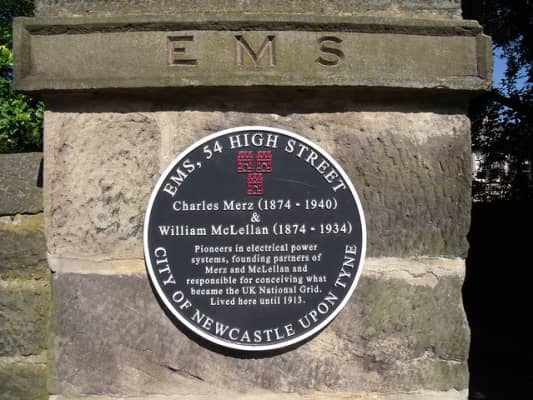 EMS
EMS, 54 HIGH STREET
Charles Merz (1874 - 1940)
&
William McLellan (1874 - 1934)
Pioneers in electrical power
systems, founding partners of
Merz and McLellan and
responsible for conceiving what
became the UK National Grid.
Lived here until 1913.
CITY OF NEWCASTLE UPON TYNE